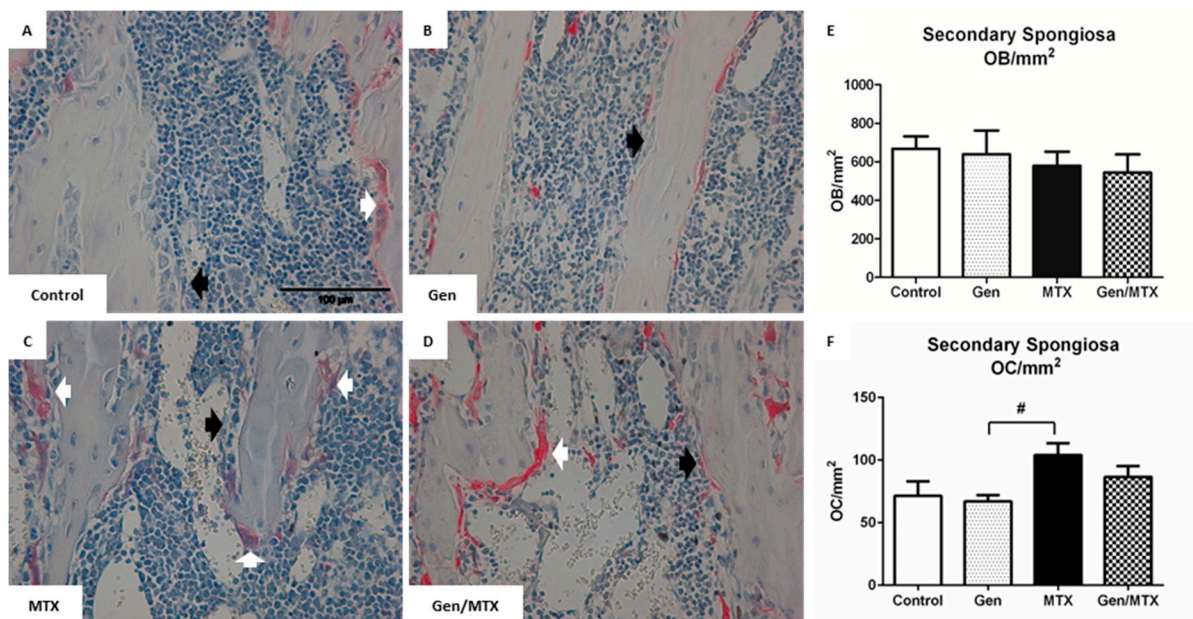 A
Control
100 µm
B
Gen
C
MTX
D
Gen/MTX
E
Secondary Spongiosa
OB/mm²
OB/mm²
1000
800
600
400
200
0
Control Gen MTX Gen/MTX
F
Secondary Spongiosa
OC/mm²
OC/mm²
150
100
50
0
#
Control Gen MTX Gen/MTX